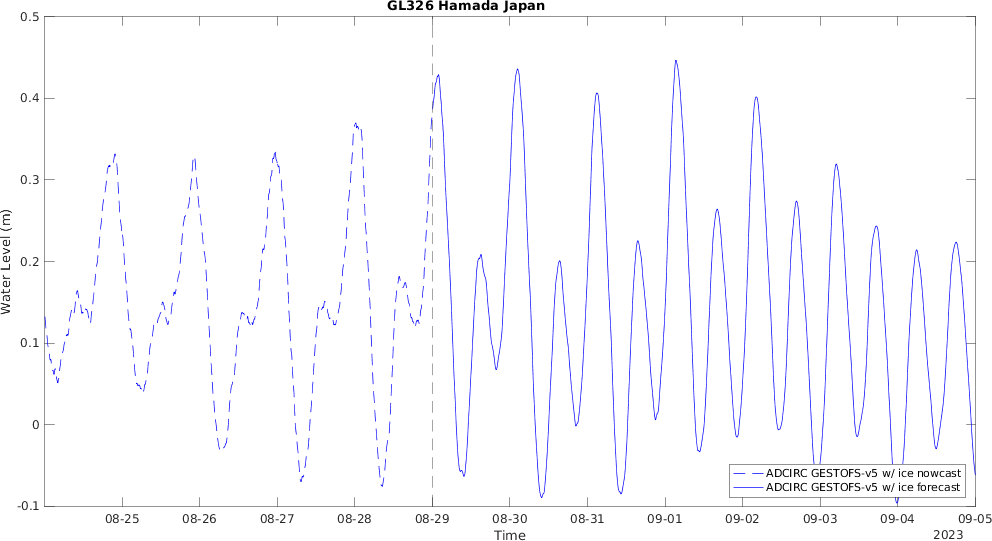 GL326 Hamada Japan
0.5
0.4
0.3
0.2
0.1
0
-0.1
Water Level (m)
ADCIRC GESTOFS-v5 w/ ice nowcast
ADCIRC GESTOFS-v5 w/ ice forecast
08-25 08-26 08-27 08-28 08-29 08-30 08-31 09-01 09-02 09-03 09-04 09-05
Time
2023